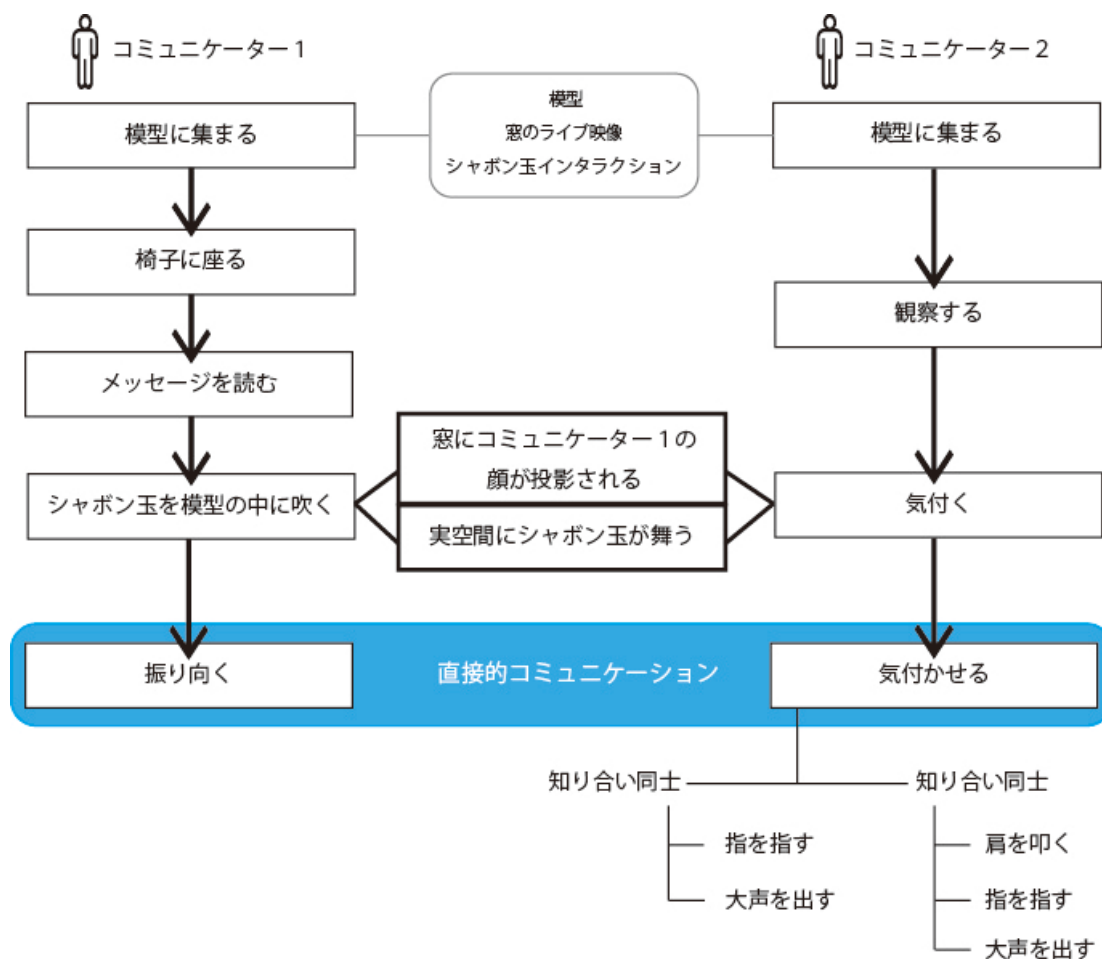 コミュニケーター 1
コミュニケーター 2
模型
窓のライブ映像
シャボン玉インタラクション
模型に集まる
模型に集まる
椅子に座る
観察する
メッセージを読む
窓にコミュニケーター 1 の
顔が投影される
シャボン玉を模型の中に吹く
実空間にシャボン玉が舞う
気付く
振り向く
直接的コミュニケーション
気付かせる
知り合い同士
知り合い同士
指を指す
大声を出す
肩を叩く
指を指す
大声を出す